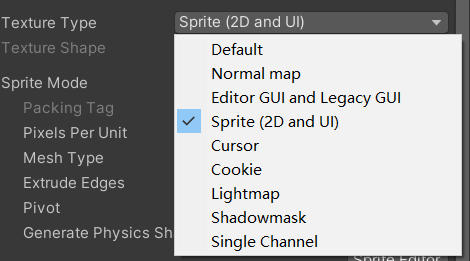 Texture Type Sprite (2D and UI)
Texture Shape Default
Normal map
Sprite Mode Editor GUI and Legacy GUI
Packing Tag Sprite (2D and UI)
Pixels Per Unit Cursor
Mesh Type Cookie
Extrude Edges Lightmap
Pivot Shadowmask
Generate Physics Sha Single Channel
Sprite Editor